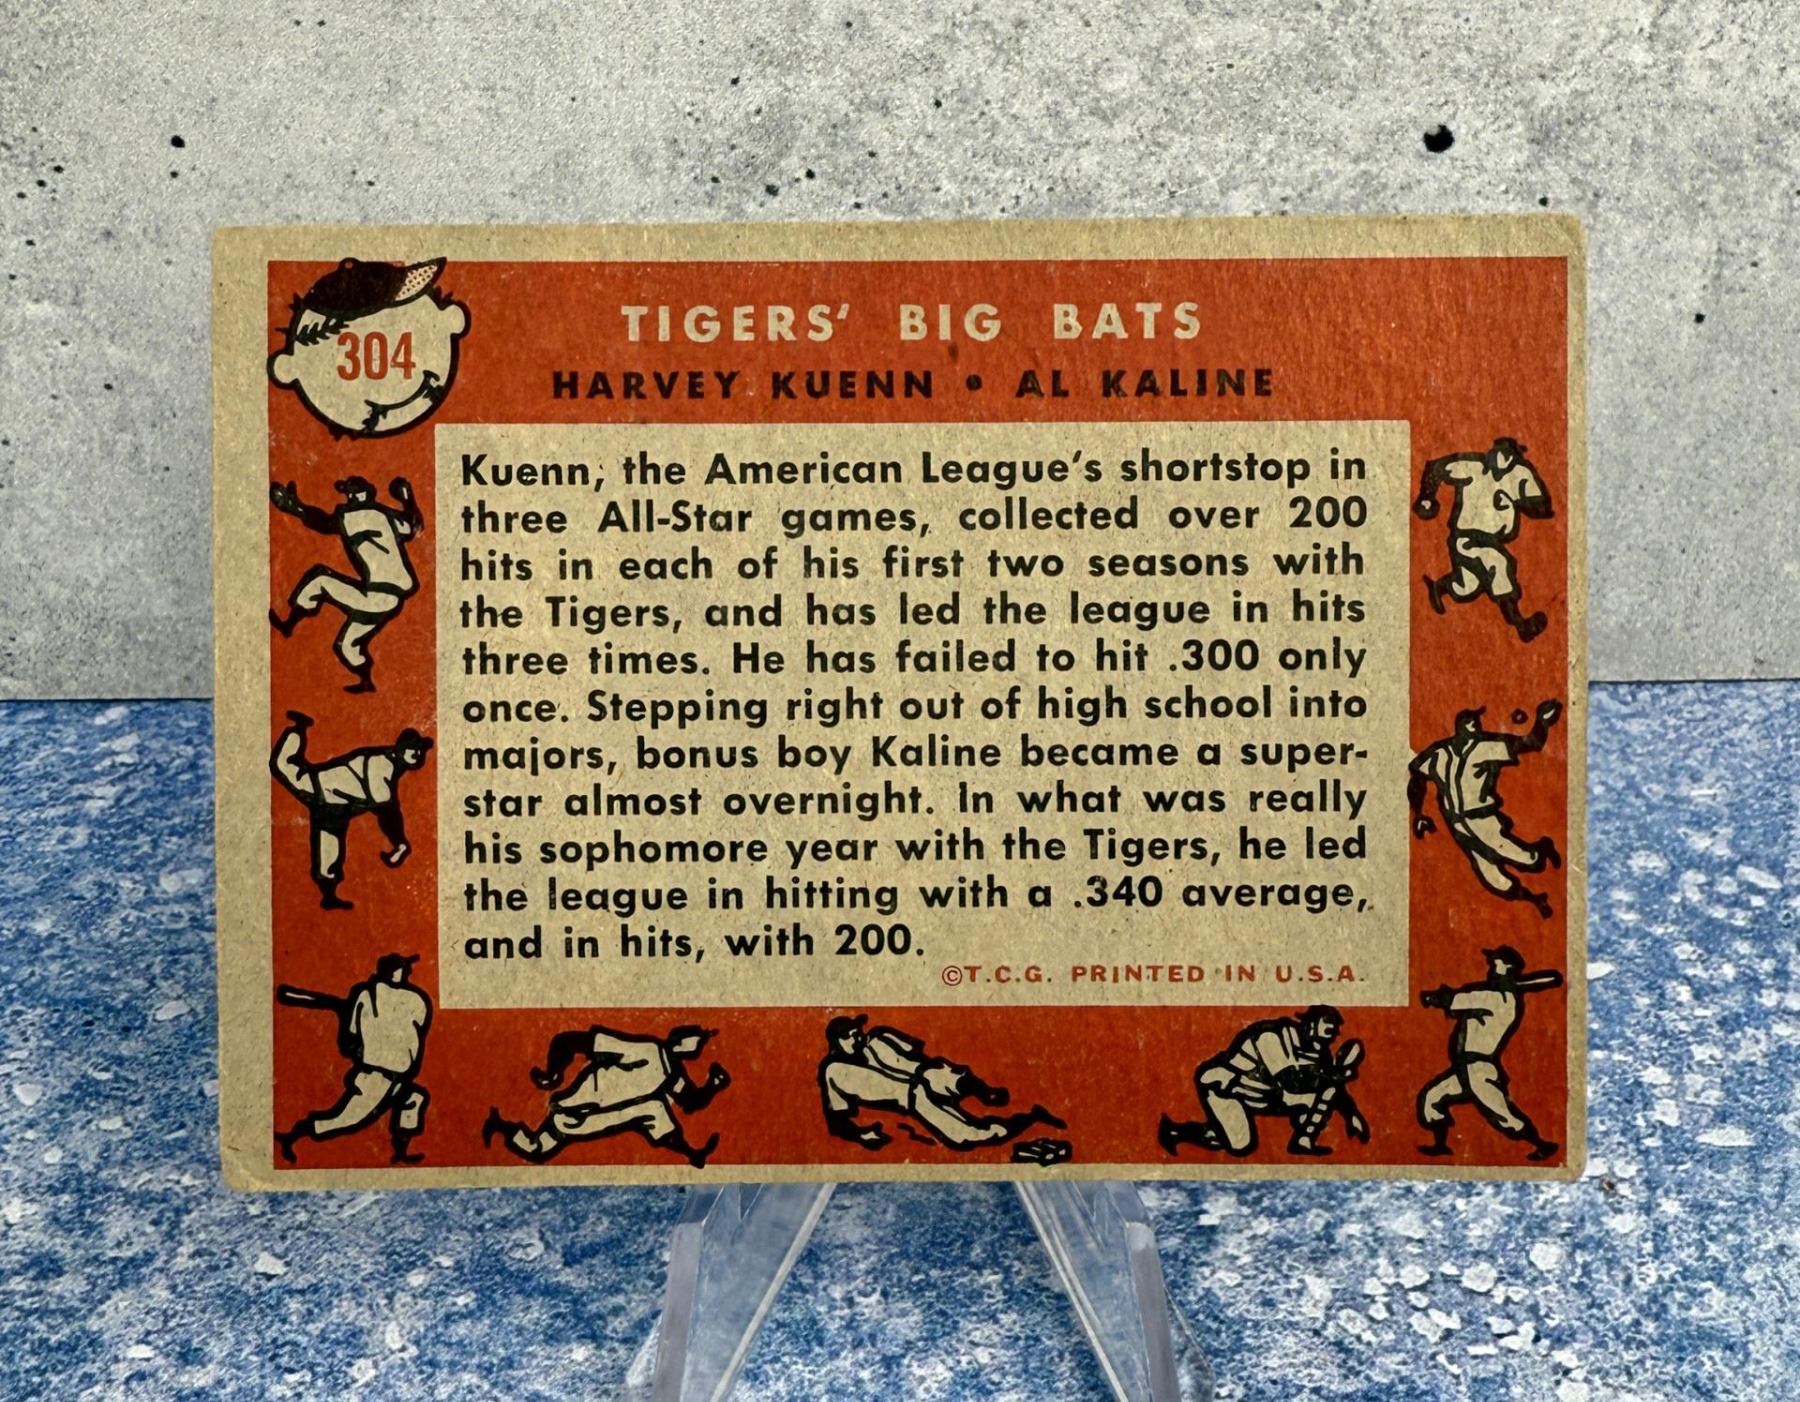 304
TIGERS' BIG BATS
HARVEY KUENN • AL KALINE
Kuenn, the American League's shortstop in
three All-Star games, collected over 200
hits in each of his first two seasons with
the Tigers, and has led the league in hits
three times. He has failed to hit .300 only
once. Stepping right out of high school into
majors, bonus boy Kaline became a super-
star almost overnight. In what was really
his sophomore year with the Tigers, he led
the league in hitting with a .340 average,
and in hits, with 200.
©T.C.G. PRINTED IN U.S.A.